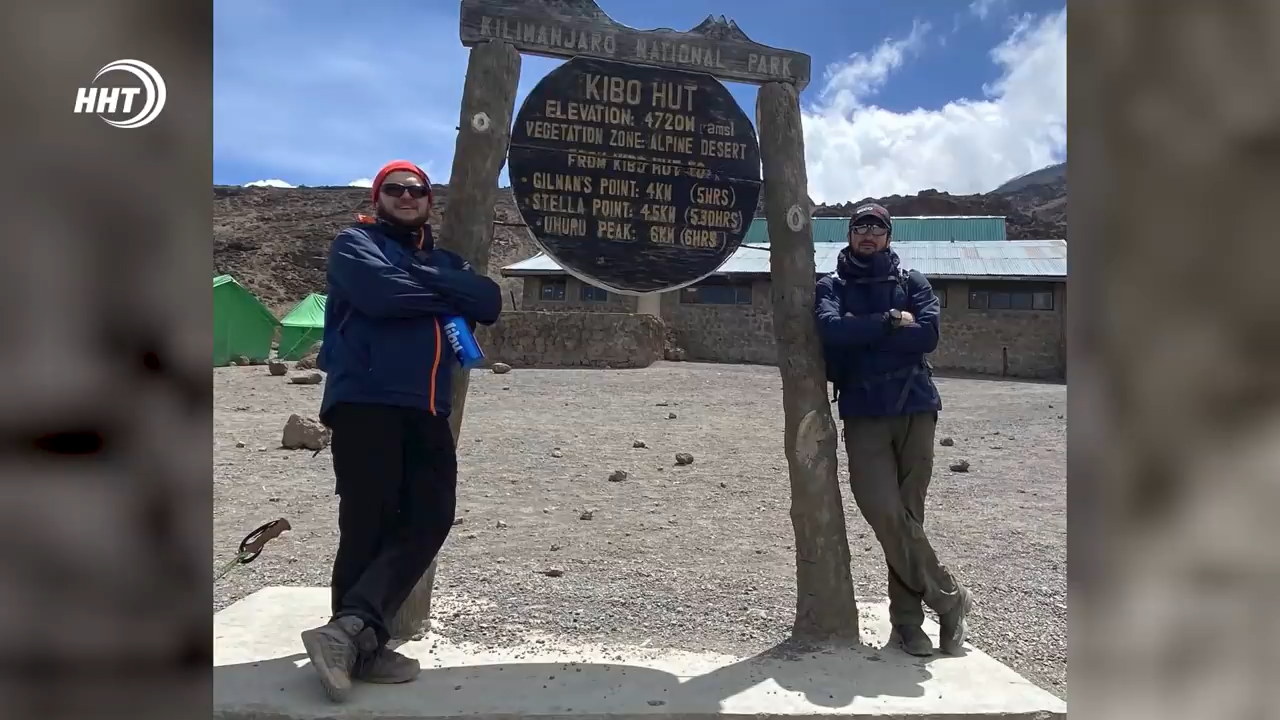 ННТ
KILIMANJARO NATIONAL PARK
KIBO HUT
ELEVATION: 4720M amsl
VEGETATION ZONE: ALPINE DESERT
FROM KIBO HUT TO:
• GILMAN'S POINT: 4KM (5HRS)
• STELLA POINT: 4.5KM (5.30HRS)
• UHURU PEAK: 6KM (6HRS)